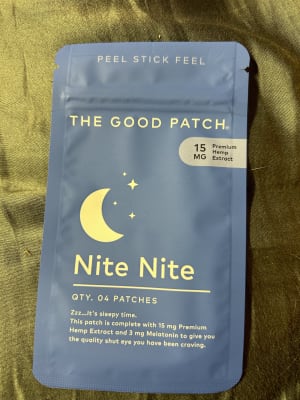 PEEL STICK FEEL
THE GOOD PATCH®
15 MG
Premium
Hemp
Extract
Nite Nite
QTY. 04 PATCHES
Zzz...it's sleepy time.
This patch is complete with 15 mg Premium
Hemp Extract and 3 mg Melatonin to give you
the quality shut eye you have been craving.